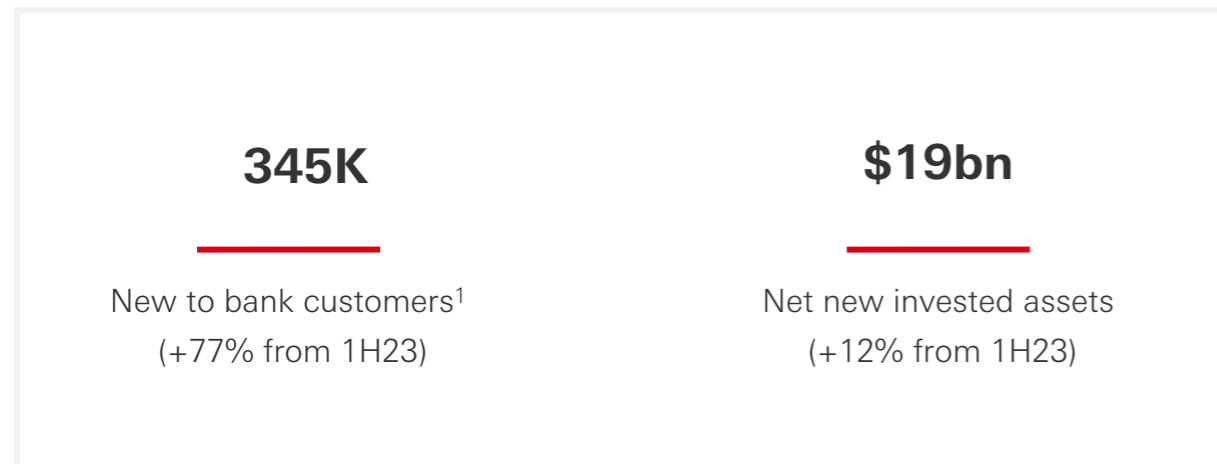 345K
New to bank customers¹
(+77% from 1H23)
$19bn
Net new invested assets
(+12% from 1H23)